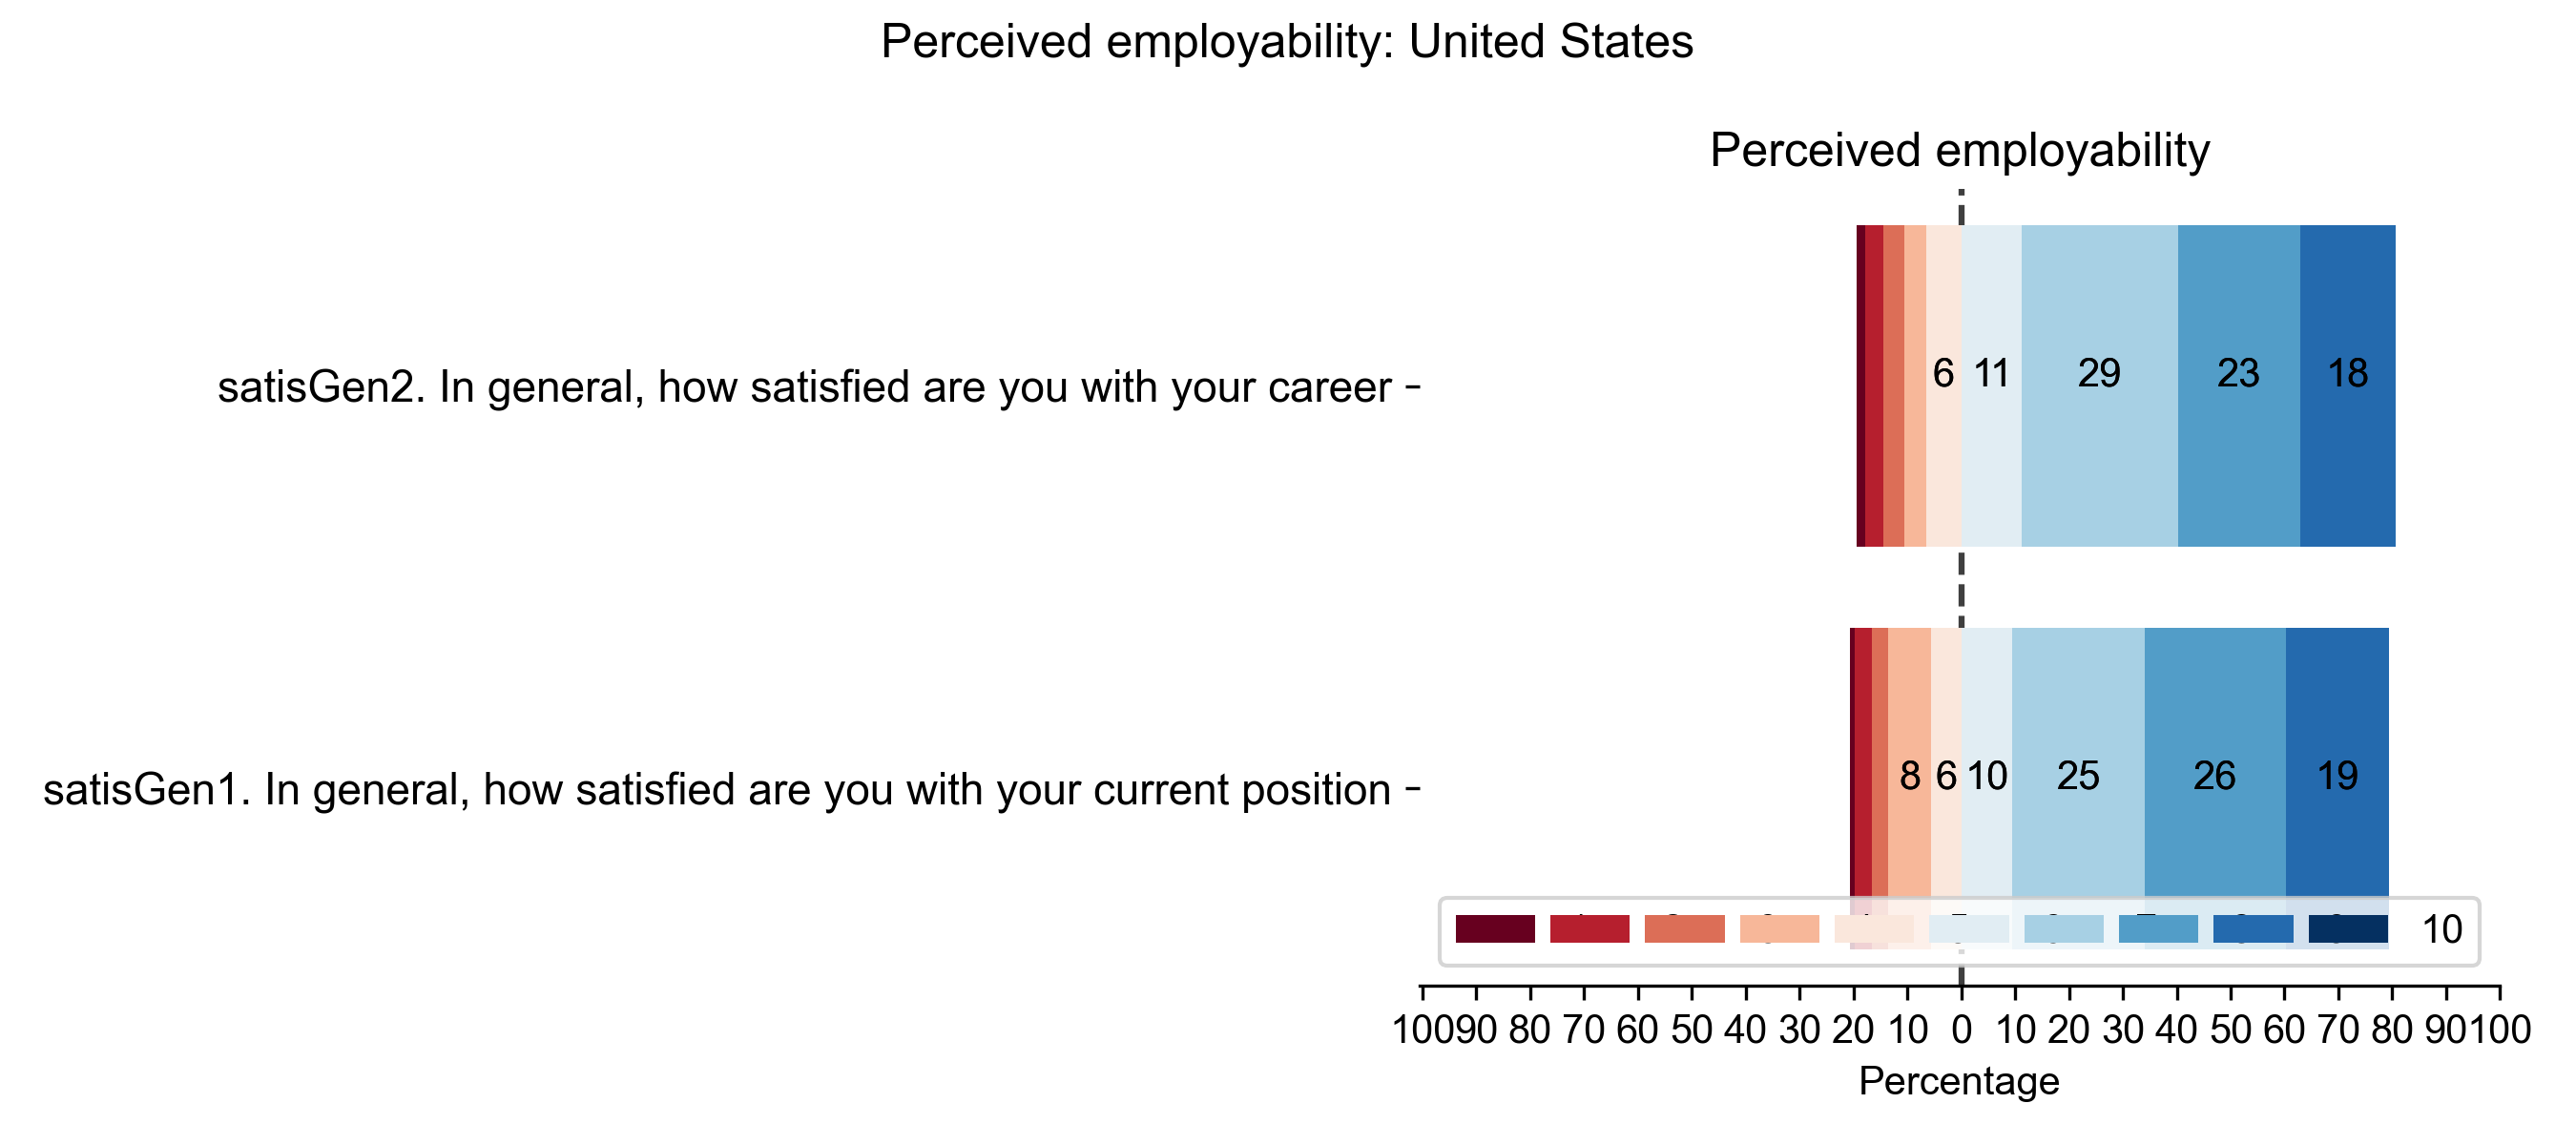 Perceived employability: United States
Perceived employability
satisGen2. In general, how satisfied are you with your career
6 11 29 23 18
satisGen1. In general, how satisfied are you with your current position
8 6 10 25 26 19
10
100 90 80 70 60 50 40 30 20 10 0 10 20 30 40 50 60 70 80 90 100
Percentage